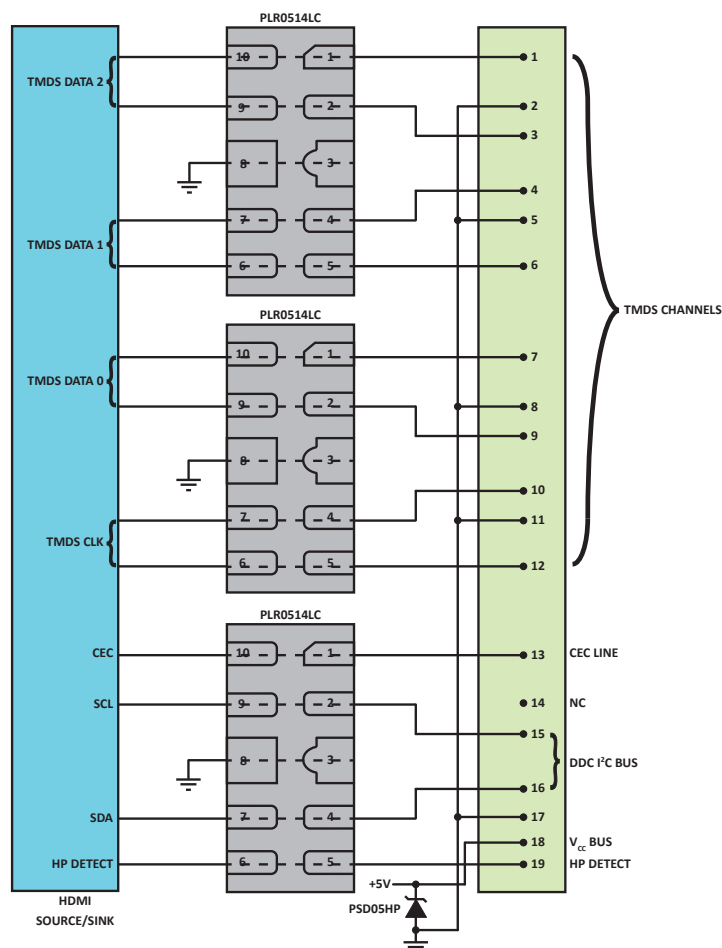 PLR0514LC
TMDS DATA 2
10 1 1
9 2 2
3
8 3
4
7 4 5
TMDS DATA 1
6 5 6
TMDS CHANNELS
PLR0514LC
10 1 7
TMDS DATA 0
9 2 8
9
8 3
10
7 4 11
TMDS CLK
6 5 12
PLR0514LC
CEC 10 1 13 CEC LINE
SCL 9 2 14 NC
15
8 3 DDC I²C BUS
16
SDA 7 4 17
18 VCC BUS
HP DETECT 6 5 19 HP DETECT
+5V
HDMI
SOURCE/SINK
PSD05HP